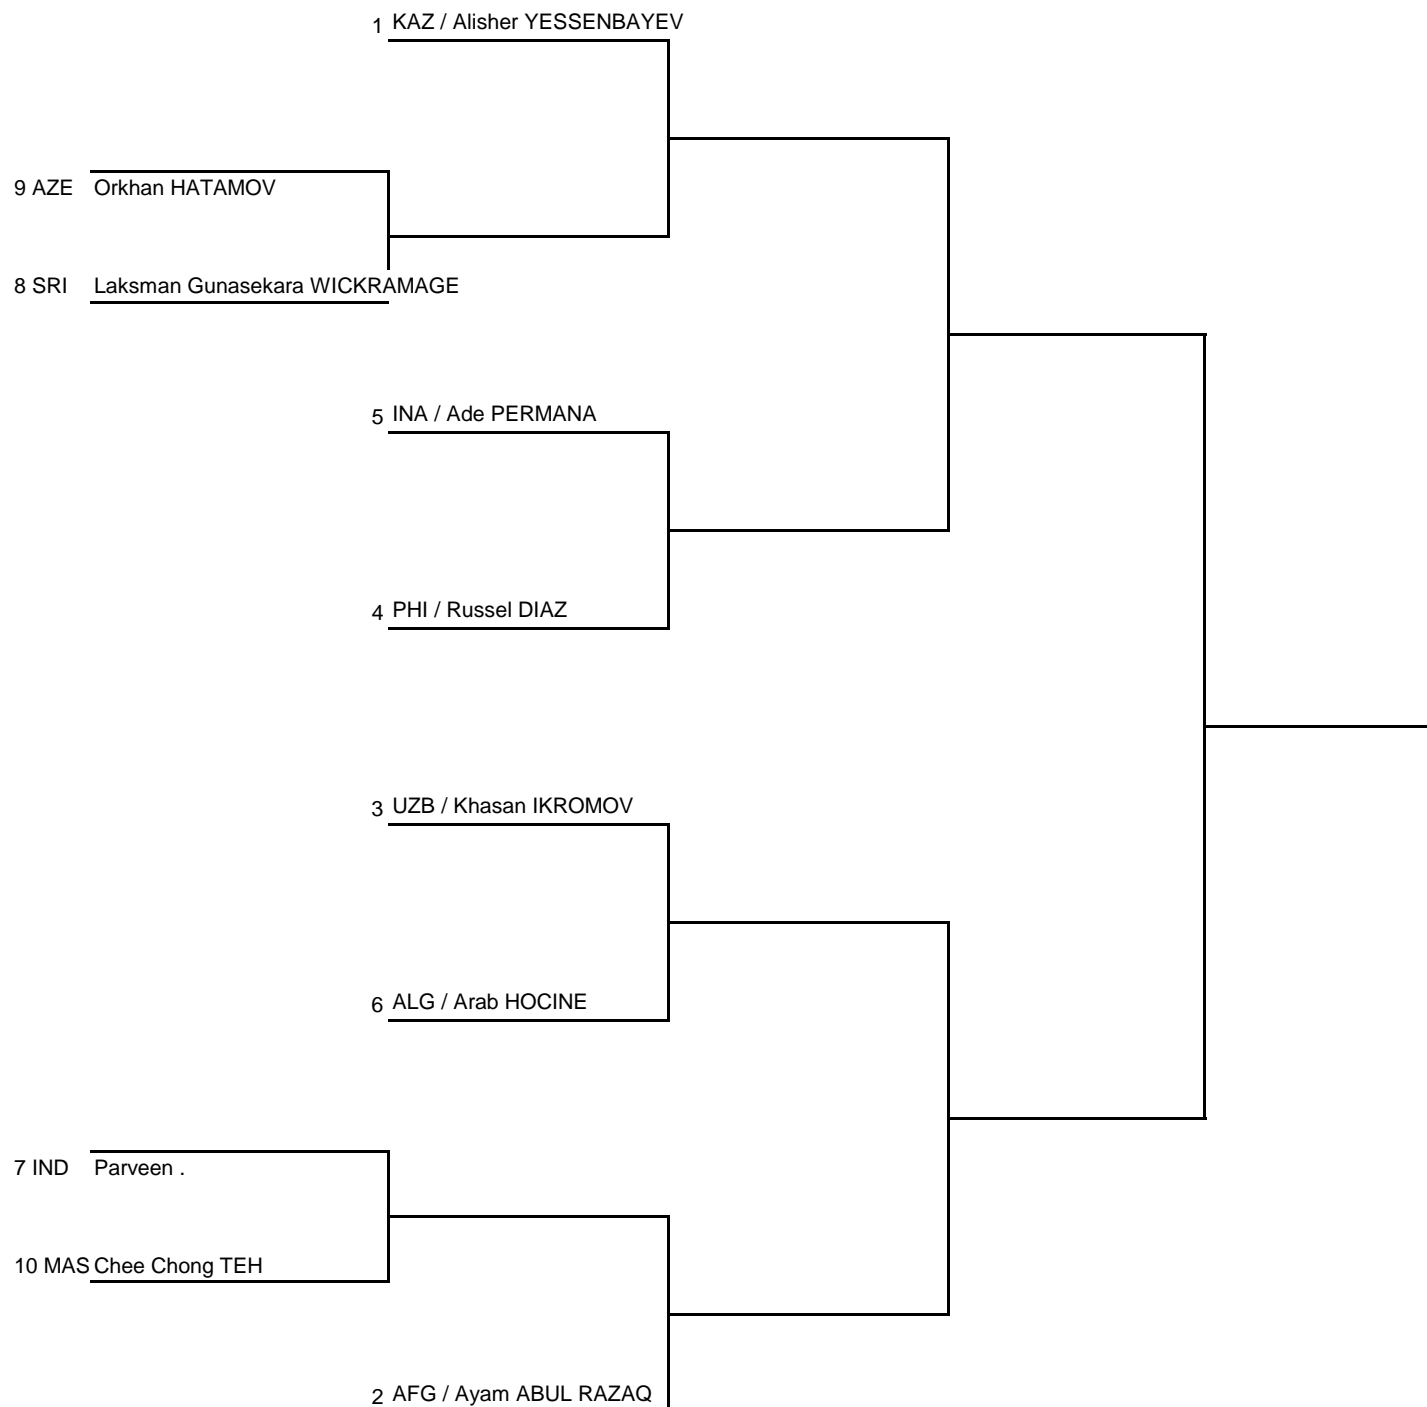 1 KAZ / Alisher YESSENBAYEV
9 AZE Orkhan HATAMOV
8 SRI Laksman Gunasekara WICKRAMAGE
5 INA / Ade PERMANA
4 PHI / Russel DIAZ
3 UZB / Khasan IKROMOV
6 ALG / Arab HOCINE
7 IND Parveen .
10 MAS Chee Chong TEH
2 AFG / Ayam ABUL RAZAQ